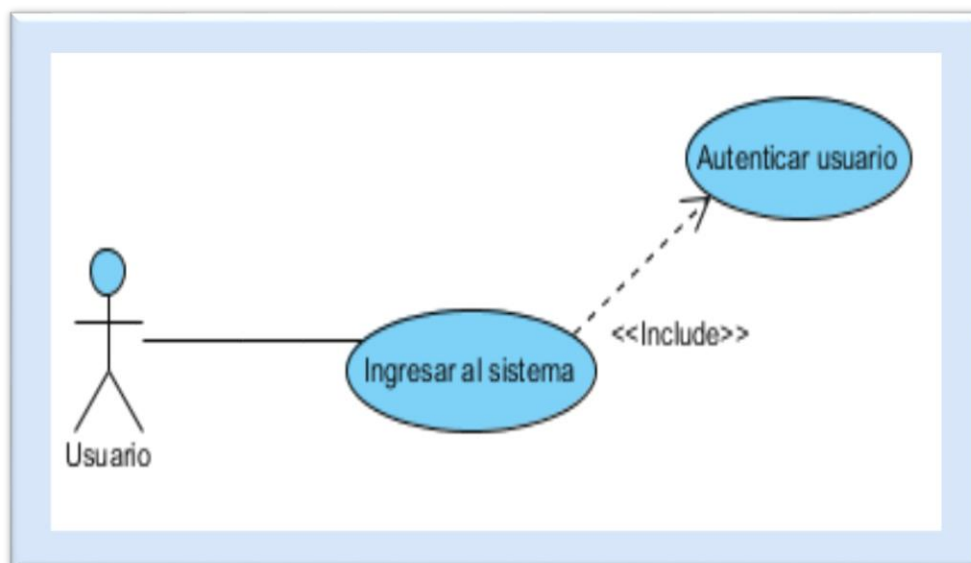 Autenticar usuario
<<Include>>
Ingresar al sistema
Usuario